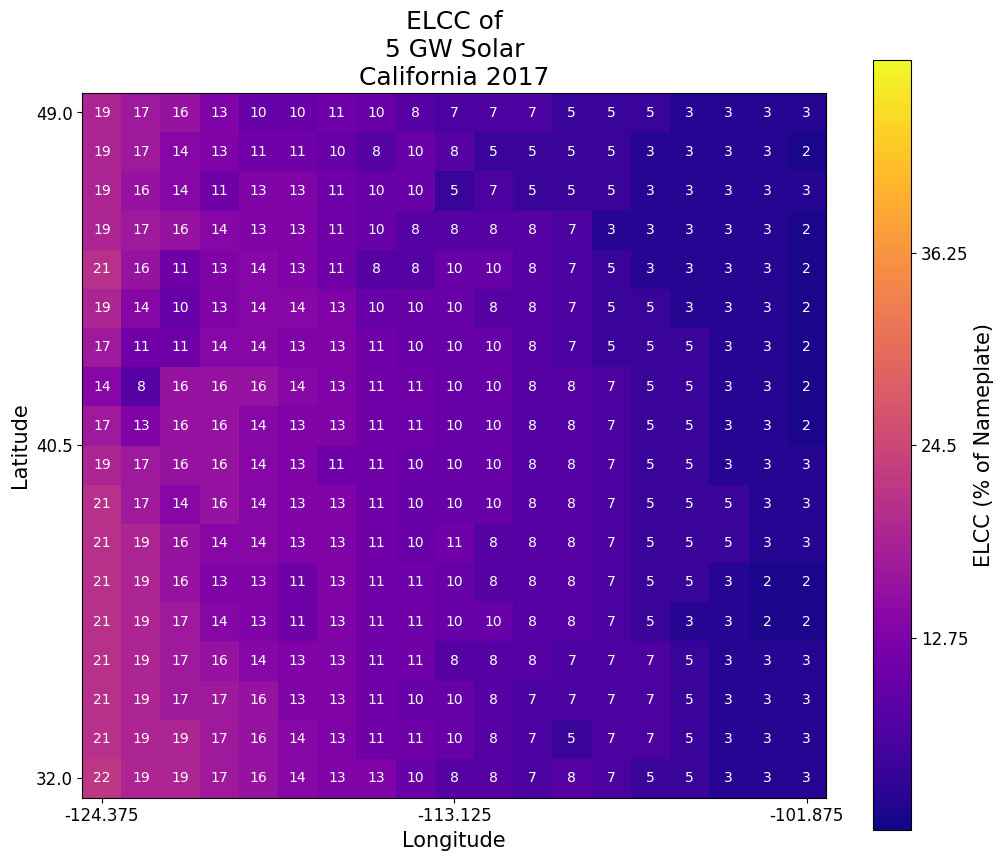 ELCC of
5 GW Solar
California 2017
49.0 19 17 16 13 10 10 11 10 8 7 7 7 5 5 5 3 3 3 3
19 17 14 13 11 11 10 8 10 8 5 5 5 5 3 3 3 3 2
19 16 14 11 13 13 11 10 10 5 7 5 5 5 3 3 3 3 3
19 17 16 14 13 13 11 10 8 8 8 8 7 3 3 3 3 3 2
36.25
21 16 11 13 14 13 11 8 8 10 10 8 7 5 3 3 3 3 2
19 14 10 13 14 14 13 10 10 10 8 8 7 5 5 3 3 3 2
17 11 11 14 14 13 13 11 10 10 10 8 7 5 5 5 3 3 2
14 8 16 16 16 14 13 11 11 10 10 8 8 7 5 5 3 3 2
17 13 16 16 14 13 13 11 11 10 10 8 8 7 5 5 3 3 2
40.5
24.5
19 17 16 16 14 13 11 11 10 10 10 8 8 7 5 5 3 3 3
21 17 14 16 14 13 13 11 10 10 10 8 8 7 5 5 5 3 3
21 19 16 14 14 13 13 11 10 11 8 8 8 7 5 5 5 3 3
21 19 16 13 13 11 13 11 11 10 8 8 8 7 5 5 3 2 2
21 19 17 14 13 11 13 11 11 10 10 8 8 7 5 3 3 2 2
12.75
21 19 17 16 14 13 13 11 11 8 8 8 7 7 7 5 3 3 3
21 19 17 17 16 13 13 11 10 10 8 7 7 7 7 5 3 3 3
21 19 19 17 16 14 13 11 11 10 8 7 5 7 7 5 3 3 3
32.0 22 19 19 17 16 14 13 13 10 8 8 7 8 7 5 5 3 3 3
-124.375 -113.125 -101.875
Longitude
Latitude
ELCC (% of Nameplate)